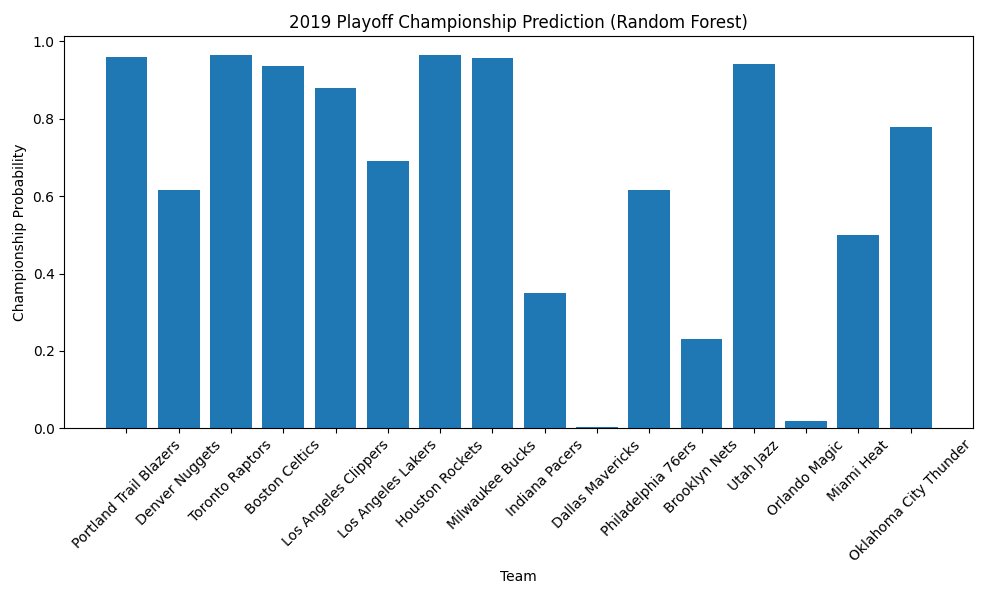 2019 Playoff Championship Prediction (Random Forest)
Championship Probability
1.0
0.8
0.6
0.4
0.2
0.0
Portland Trail Blazers
Denver Nuggets
Toronto Raptors
Boston Celtics
Los Angeles Clippers
Los Angeles Lakers
Houston Rockets
Milwaukee Bucks
Indiana Pacers
Dallas Mavericks
Philadelphia 76ers
Brooklyn Nets
Utah Jazz
Orlando Magic
Miami Heat
Oklahoma City Thunder
Team